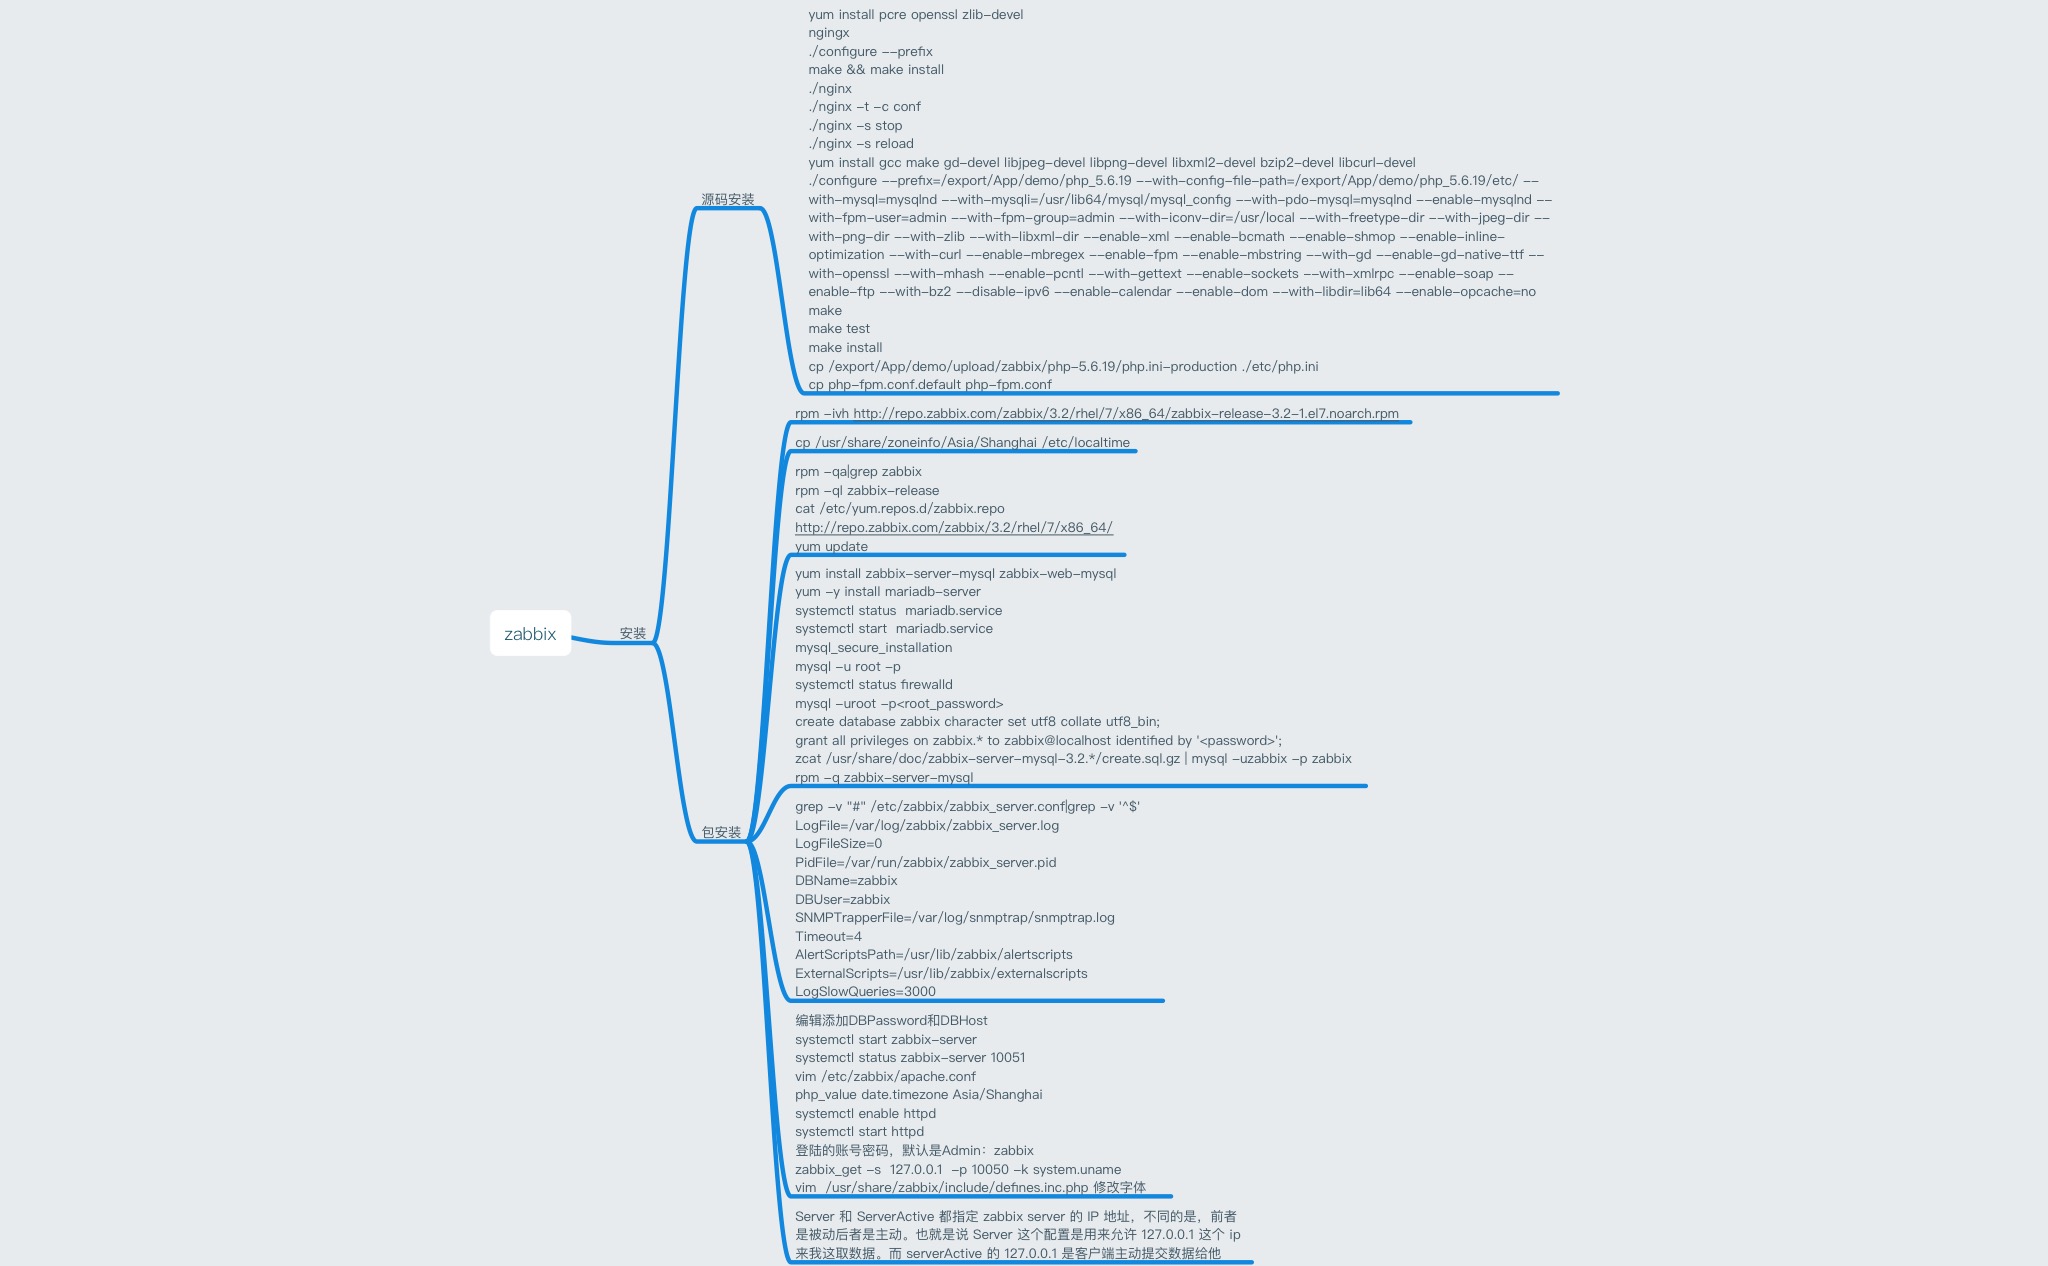 yum install pcre openssl zlib-devel
ngingx
./configure --prefix
make && make install
./nginx
./nginx -t -c conf
./nginx -s stop
./nginx -s reload
yum install gcc make gd-devel libjpeg-devel libpng-devel libxml2-devel bzip2-devel libcurl-devel
./configure --prefix=/export/App/demo/php_5.6.19 --with-config-file-path=/export/App/demo/php_5.6.19/etc/ --
with-mysql=mysqlnd --with-mysqli=/usr/lib64/mysql/mysql_config --with-pdo-mysql=mysqlnd --enable-mysqlnd --
with-fpm-user=admin --with-fpm-group=admin --with-iconv-dir=/usr/local --with-freetype-dir --with-jpeg-dir --
with-png-dir --with-zlib --with-libxml-dir --enable-xml --enable-bcmath --enable-shmop --enable-inline-
optimization --with-curl --enable-mbregex --enable-fpm --enable-mbstring --with-gd --enable-gd-native-ttf --
with-openssl --with-mhash --enable-pcntl --with-gettext --enable-sockets --with-xmlrpc --enable-soap --
enable-ftp --with-bz2 --disable-ipv6 --enable-calendar --enable-dom --with-libdir=lib64 --enable-opcache=no
make
make test
make install
cp /export/App/demo/upload/zabbix/php-5.6.19/php.ini-production ./etc/php.ini
cp php-fpm.conf.default php-fpm.conf
源码安装
rpm -ivh http://repo.zabbix.com/zabbix/3.2/rhel/7/x86_64/zabbix-release-3.2-1.el7.noarch.rpm
cp /usr/share/zoneinfo/Asia/Shanghai /etc/localtime
rpm -qa|grep zabbix
rpm -ql zabbix-release
cat /etc/yum.repos.d/zabbix.repo
http://repo.zabbix.com/zabbix/3.2/rhel/7/x86_64/
yum update
yum install zabbix-server-mysql zabbix-web-mysql
yum -y install mariadb-server
systemctl status  mariadb.service
systemctl start  mariadb.service
mysql_secure_installation
mysql -u root -p
systemctl status firewalld
mysql -uroot -p<root_password>
create database zabbix character set utf8 collate utf8_bin;
grant all privileges on zabbix.* to zabbix@localhost identified by '<password>';
zcat /usr/share/doc/zabbix-server-mysql-3.2.*/create.sql.gz | mysql -uzabbix -p zabbix
rpm -q zabbix-server-mysql
zabbix
安装
包安装
grep -v "#" /etc/zabbix/zabbix_server.conf|grep -v '^$'
LogFile=/var/log/zabbix/zabbix_server.log
LogFileSize=0
PidFile=/var/run/zabbix/zabbix_server.pid
DBName=zabbix
DBUser=zabbix
SNMPTrapperFile=/var/log/snmptrap/snmptrap.log
Timeout=4
AlertScriptsPath=/usr/lib/zabbix/alertscripts
ExternalScripts=/usr/lib/zabbix/externalscripts
LogSlowQueries=3000
编辑添加DBPassword和DBHost
systemctl start zabbix-server
systemctl status zabbix-server 10051
vim /etc/zabbix/apache.conf
php_value date.timezone Asia/Shanghai
systemctl enable httpd
systemctl start httpd
登陆的账号密码，默认是Admin：zabbix
zabbix_get -s  127.0.0.1  -p 10050 -k system.uname
vim  /usr/share/zabbix/include/defines.inc.php 修改字体
Server 和 ServerActive 都指定 zabbix server 的 IP 地址，不同的是，前者
是被动后者是主动。也就是说 Server 这个配置是用来允许 127.0.0.1 这个 ip
来我这取数据。而 serverActive 的 127.0.0.1 是客户端主动提交数据给他